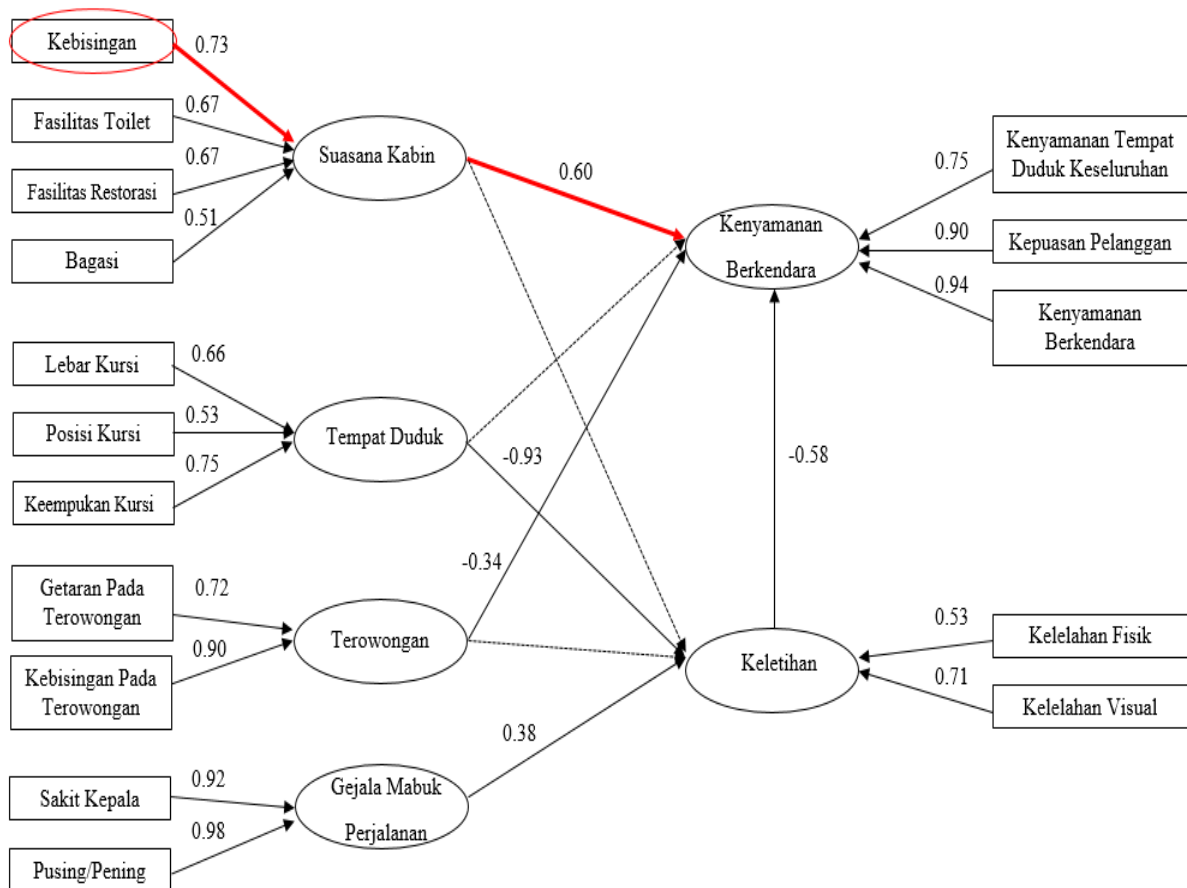 Kebisingan
0.73
Fasilitas Toilet
0.67
Fasilitas Restorasi
0.67
Bagasi
0.51
Suasana Kabin
0.60
Lebar Kursi
0.66
Posisi Kursi
0.53
Keempukan Kursi
0.75
Tempat Duduk
-0.93
Getaran Pada
Terowongan
0.72
Kebisingan Pada
Terowongan
0.90
Terowongan
-0.34
Sakit Kepala
0.92
Pusing/Pening
0.98
Gejala Mabuk
Perjalanan
0.38
Kenyamanan
Berkendara
-0.58
Keletihan
Kenyamanan Tempat
Duduk Keseluruhan
0.75
Kepuasan Pelanggan
0.90
Kenyamanan
Berkendara
0.94
Kelelahan Fisik
0.53
Kelelahan Visual
0.71